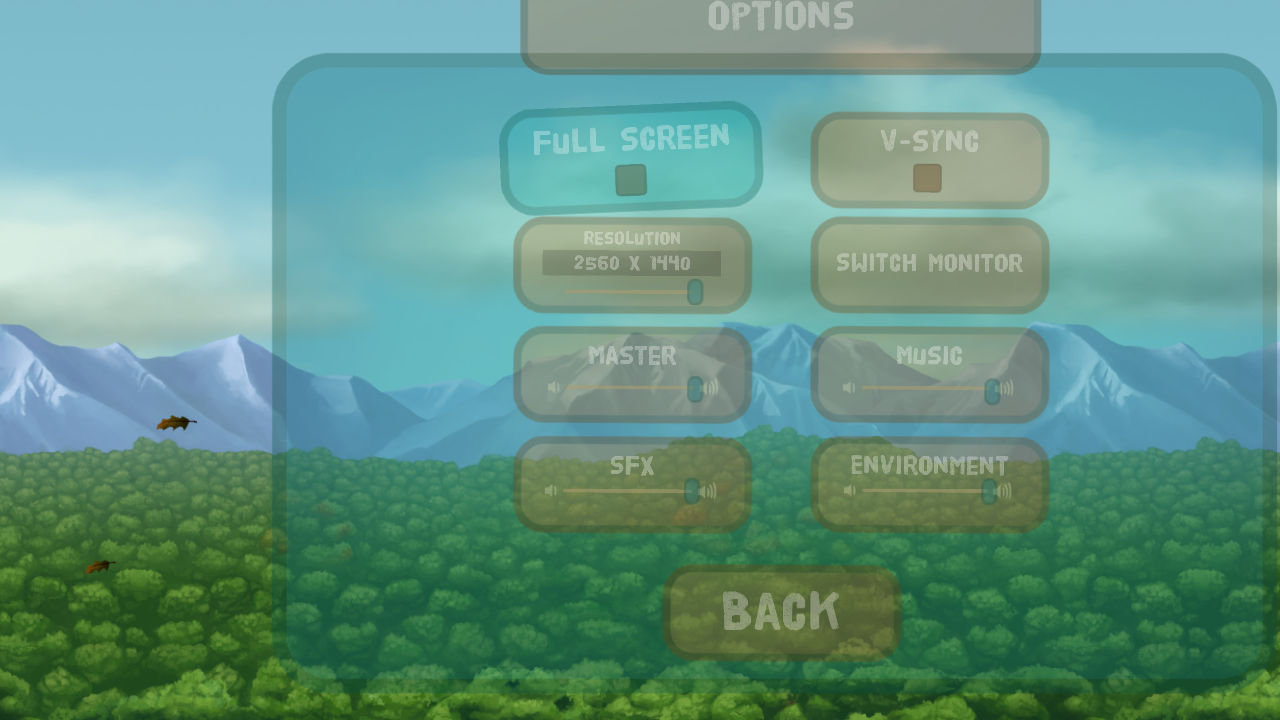 OPTIONS
FULL SCREEN
V-SYNC
RESOLUTION
2560 X 1440
SWITCH MONITOR
MASTER
MUSIC
SFX
ENVIRONMENT
BACK